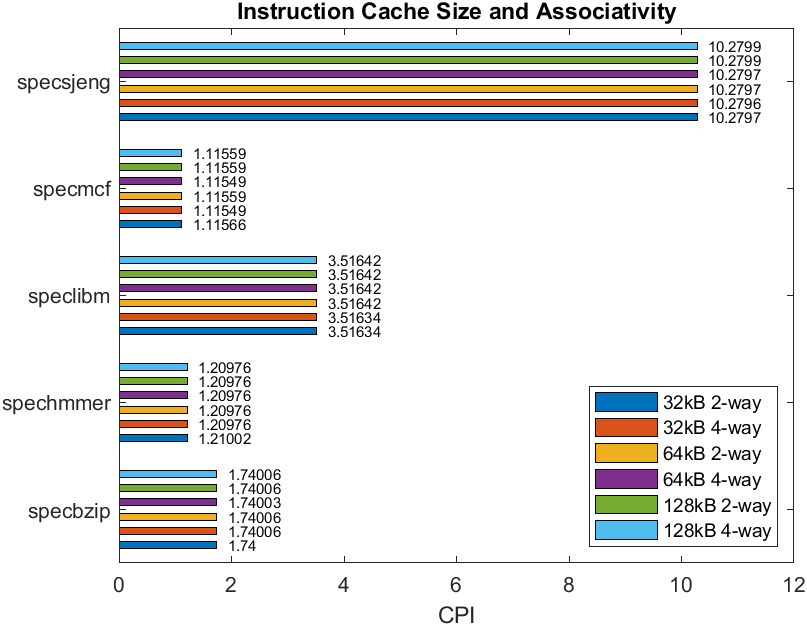 Instruction Cache Size and Associativity
specsjeng
10.2799
10.2799
10.2797
10.2797
10.2796
10.2797
specmcf
1.11559
1.11559
1.11549
1.11559
1.11549
1.11566
speclibm
3.51642
3.51642
3.51642
3.51642
3.51634
3.51634
spechmmer
1.20976
1.20976
1.20976
1.20976
1.20976
1.21002
specbzip
1.74006
1.74006
1.74003
1.74006
1.74006
1.74
32kB 2-way
32kB 4-way
64kB 2-way
64kB 4-way
128kB 2-way
128kB 4-way
0 2 4 6 8 10 12
CPI